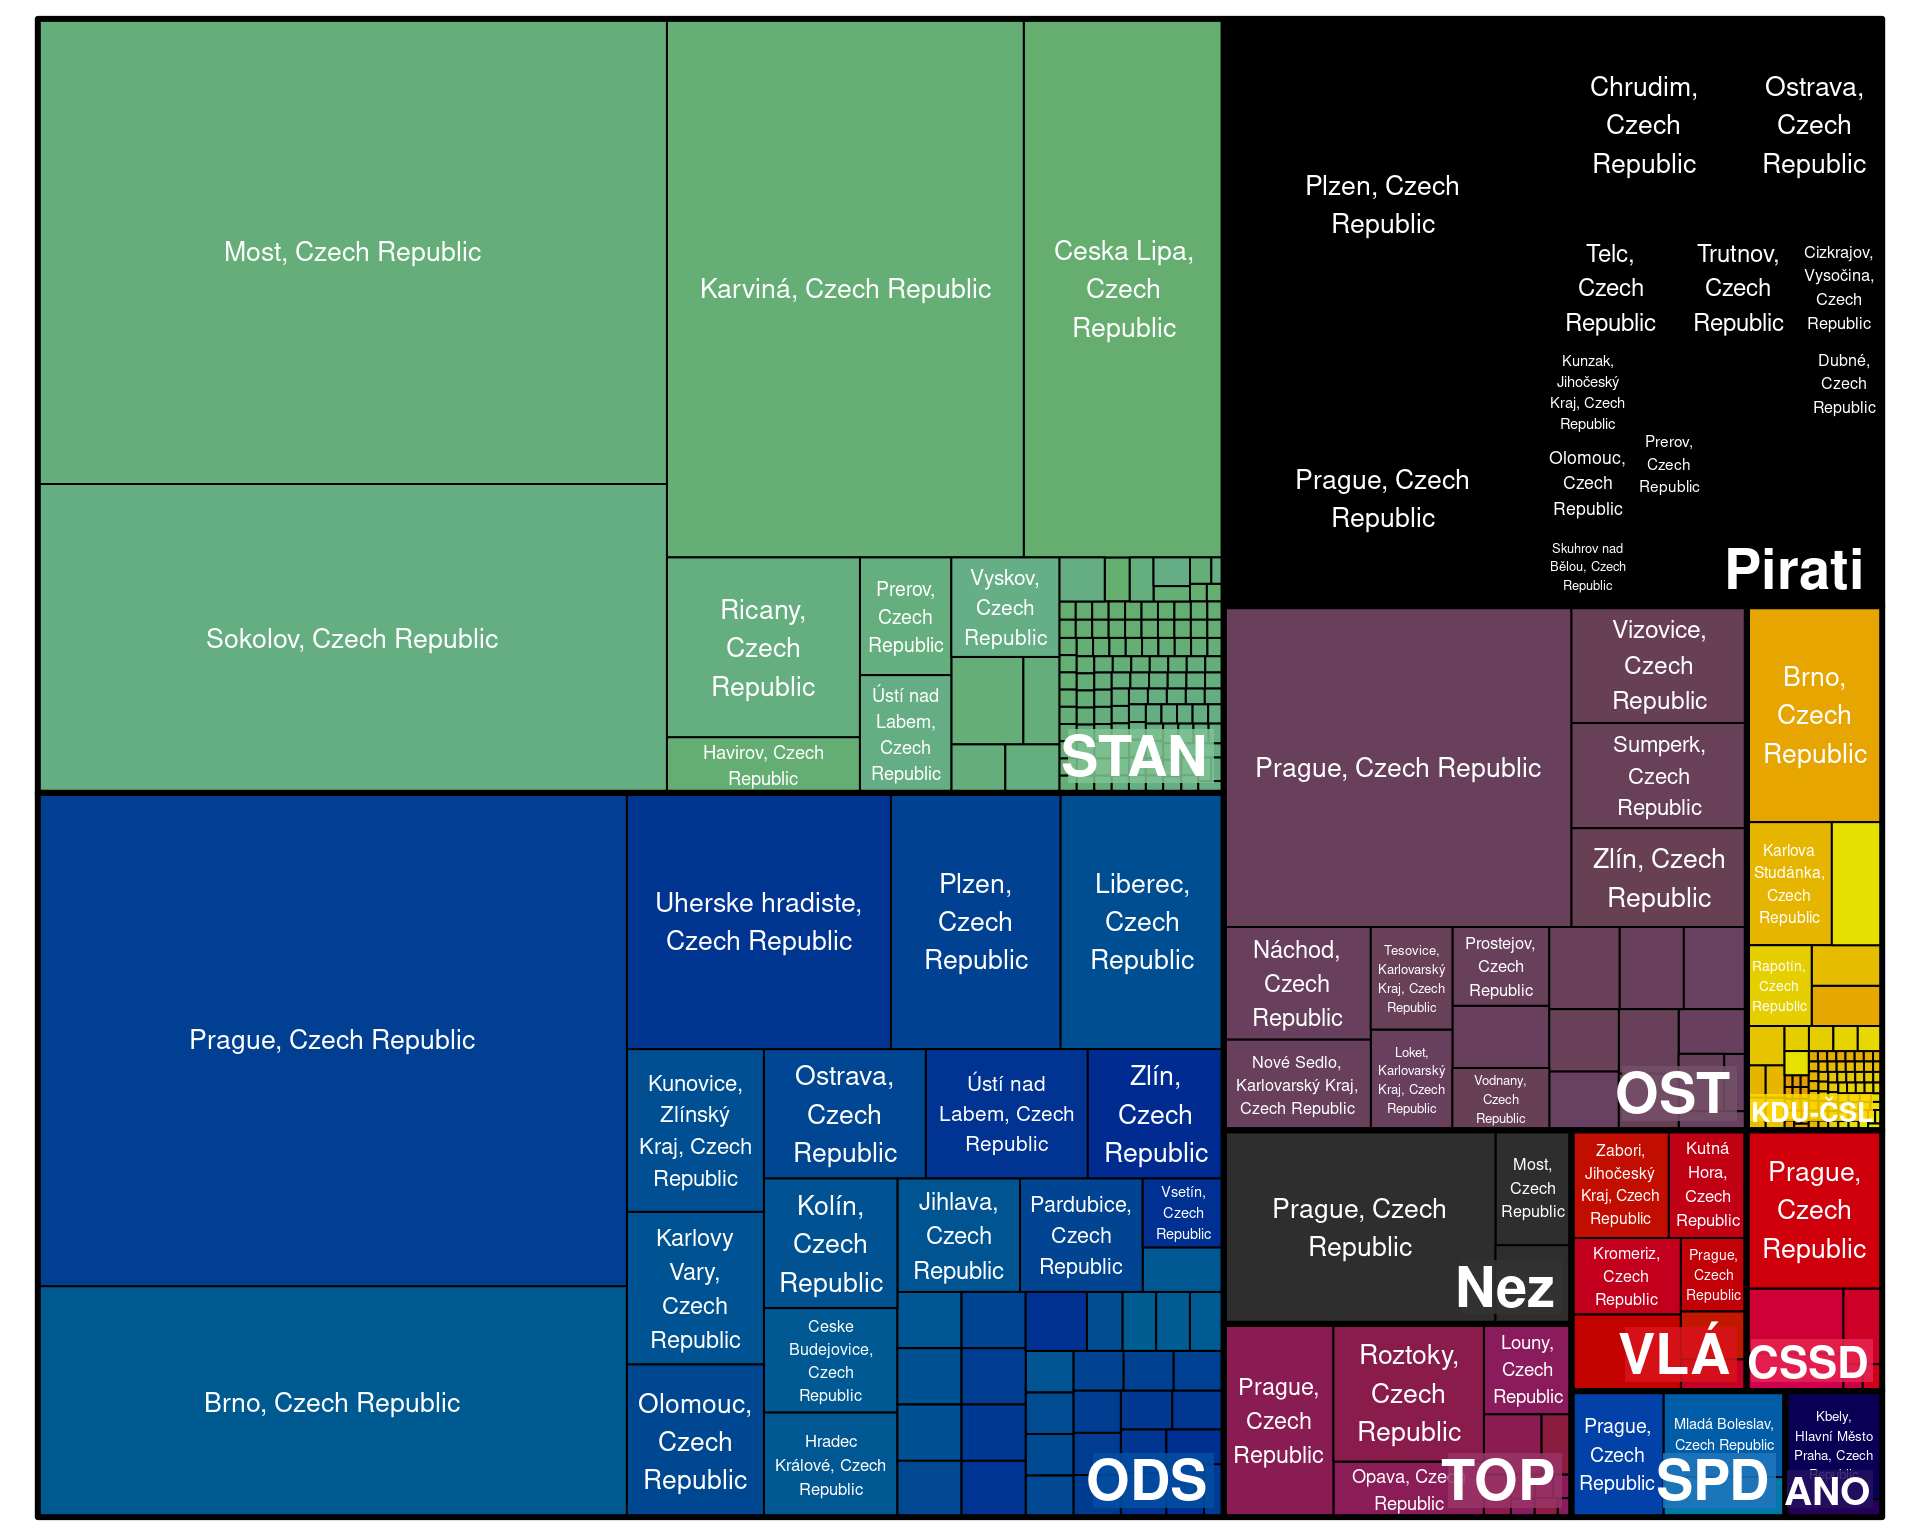 Most, Czech Republic
Sokolov, Czech Republic
Karviná, Czech Republic
Ceska Lipa,
Czech
Republic
Ricany,
Czech
Republic
Havirov, Czech
Republic
Prerov,
Czech
Republic
Ústí nad
Labem,
Czech
Republic
Vyskov,
Czech
Republic
STAN
Prague, Czech Republic
Brno, Czech Republic
Uherske hradiste,
Czech Republic
Plzen,
Czech
Republic
Liberec,
Czech
Republic
Kunovice,
Zlínský
Kraj, Czech
Republic
Karlovy
Vary,
Czech
Republic
Olomouc,
Czech
Republic
Ostrava,
Czech
Republic
Ústí nad
Labem, Czech
Republic
Zlín,
Czech
Republic
Kolín,
Czech
Republic
Jihlava,
Czech
Republic
Pardubice,
Czech
Republic
Vsetín,
Czech
Republic
Ceske
Budejovice,
Czech
Republic
Hradec
Králové, Czech
Republic
ODS
Plzen, Czech
Republic
Prague, Czech
Republic
Chrudim,
Czech
Republic
Ostrava,
Czech
Republic
Telc,
Czech
Republic
Trutnov,
Czech
Republic
Cizkrajov,
Vysočina,
Czech
Republic
Kunzak,
Jihočeský
Kraj, Czech
Republic
Dubné,
Czech
Republic
Olomouc,
Czech
Republic
Prerov,
Czech
Republic
Skuhrov nad
Bělou, Czech
Republic
Pirati
Prague, Czech Republic
Vizovice,
Czech
Republic
Sumperk,
Czech
Republic
Zlín, Czech
Republic
Náchod,
Czech
Republic
Nové Sedlo,
Karlovarský Kraj,
Czech Republic
Tesovice,
Karlovarský
Kraj, Czech
Republic
Loket,
Karlovarský
Kraj, Czech
Republic
Prostejov,
Czech
Republic
Vodnany,
Czech
Republic
OST
Brno,
Czech
Republic
Karlova
Studánka,
Czech
Republic
Rapotín,
Czech
Republic
KDU-ČSL
Prague, Czech
Republic
Most,
Czech
Republic
Nez
Prague,
Czech
Republic
Roztoky,
Czech
Republic
Louny,
Czech
Republic
Opava, Czech
Republic
TOP
Zabori,
Jihočeský
Kraj, Czech
Republic
Kutná
Hora,
Czech
Republic
Kromeriz,
Czech
Republic
Prague,
Czech
Republic
VLÁ
Prague,
Czech
Republic
CSSD
Prague,
Czech
Republic
Mladá Boleslav,
Czech Republic
SPD
Kbely,
Hlavní Město
Praha, Czech
Republic
ANO